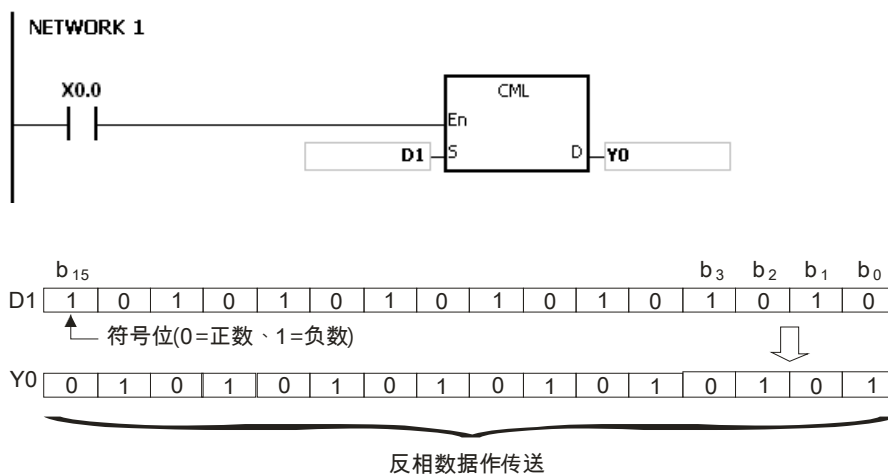 NETWORK 1
X0.0
CML
En
D1 S D Y0
b15 b3 b2 b1 b0
D1 1 0 1 0 1 0 1 0 1 0 1 0 1 0 1 0
符号位(0=正数、1=负数)
Y0 0 1 0 1 0 1 0 1 0 1 0 1 0 1 0 1
反相数据作传送